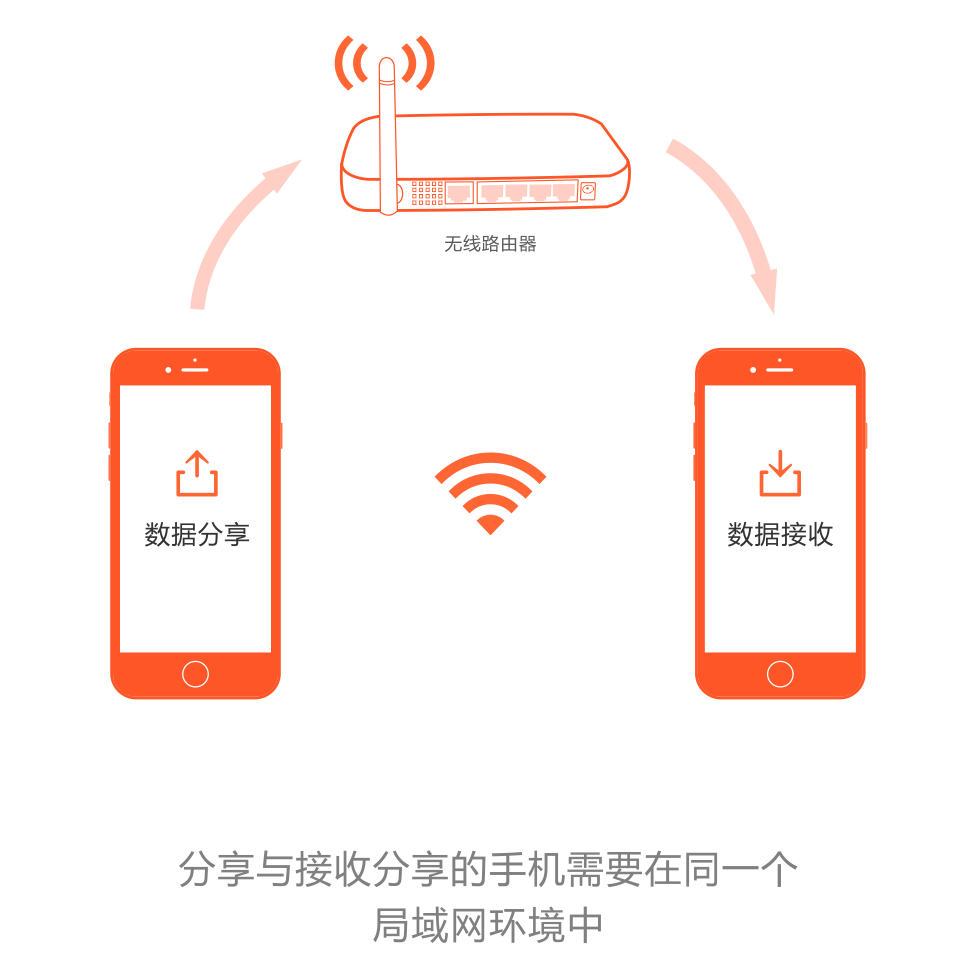 无线路由器
数据分享
数据接收
分享与接收分享的手机需要在同一个
局域网环境中